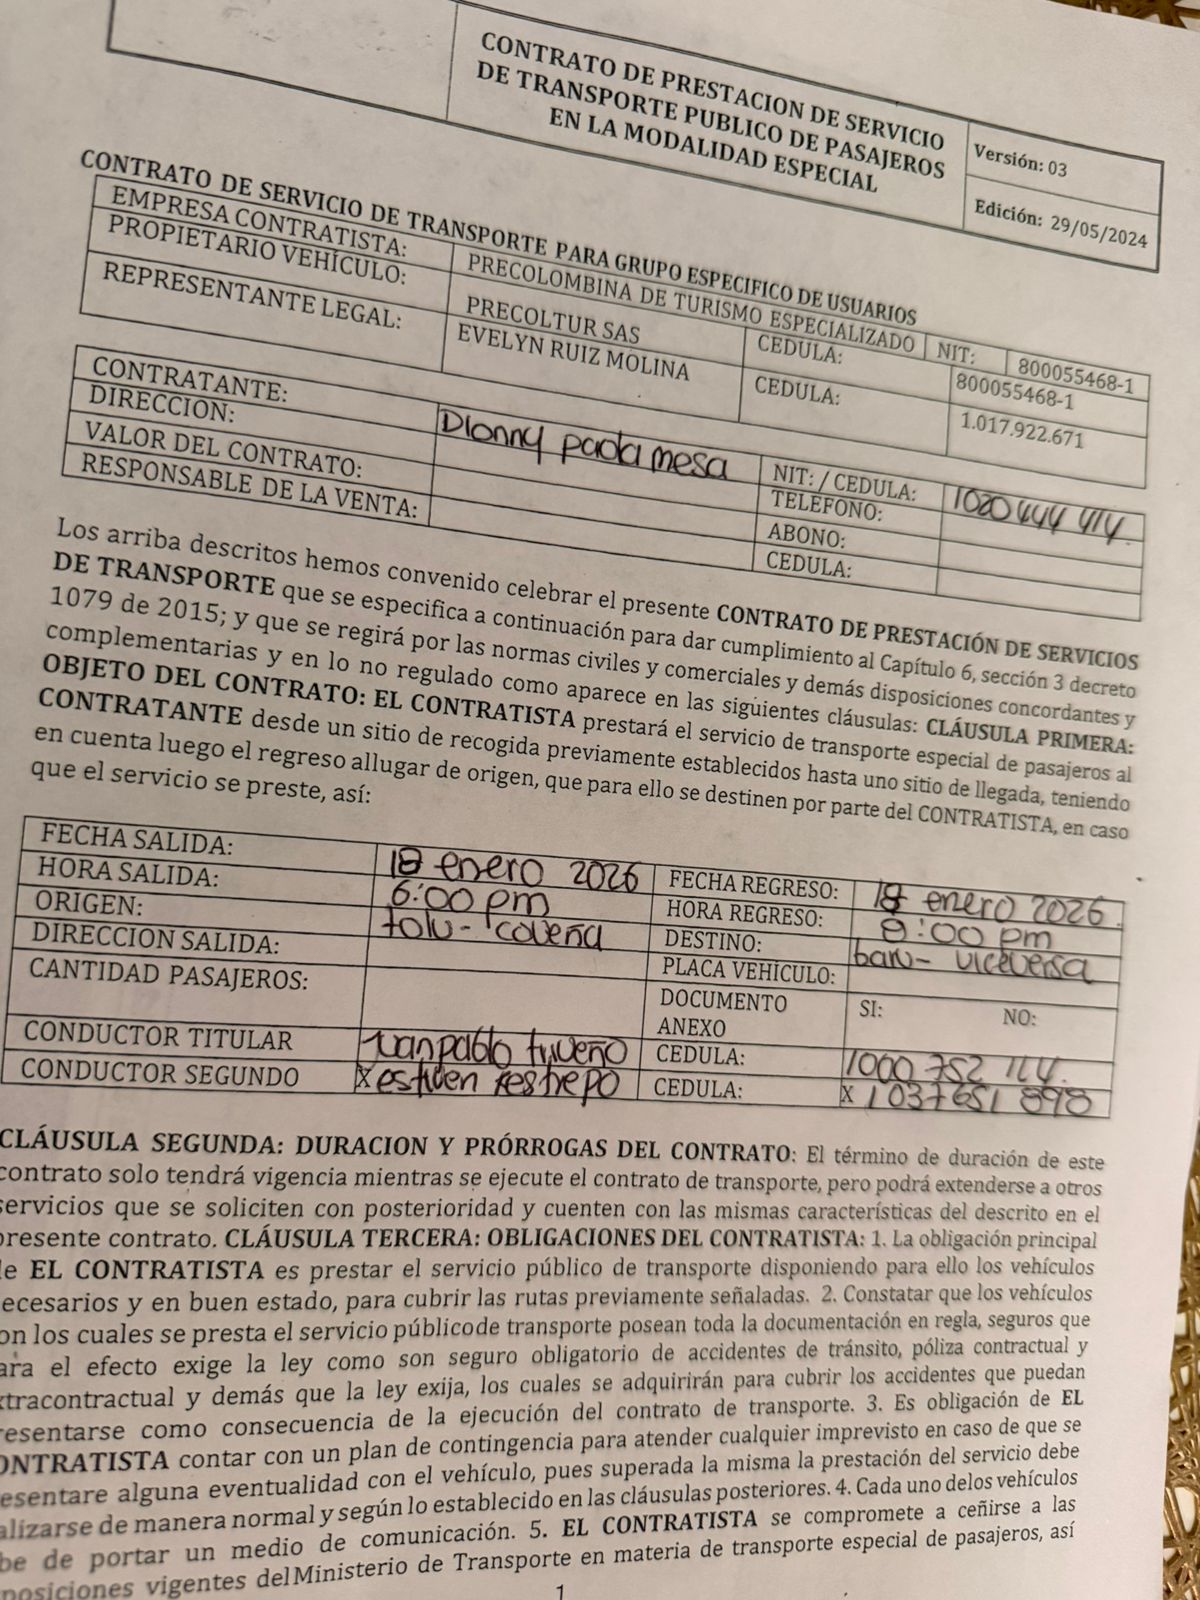 CONTRATO DE PRESTACION DE SERVICIO
DE TRANSPORTE PUBLICO DE PASAJEROS
EN LA MODALIDAD ESPECIAL
Versión: 03
Edición: 29/05/2024
CONTRATO DE SERVICIO DE TRANSPORTE PARA GRUPO ESPECIFICO DE USUARIOS
EMPRESA CONTRATISTA: PRECOLOMBINA DE TURISMO ESPECIALIZADO NIT: 800055468-1
PROPIETARIO VEHÍCULO: PRECOLTUR SAS CEDULA: 800055468-1
REPRESENTANTE LEGAL: EVELYN RUIZ MOLINA CEDULA: 1.017.922.671
CONTRATANTE: Dionny paola mesa NIT: / CEDULA: 1020 444 414.
DIRECCION: TELEFONO:
VALOR DEL CONTRATO: ABONO:
RESPONSABLE DE LA VENTA: CEDULA:
Los arriba descritos hemos convenido celebrar el presente CONTRATO DE PRESTACIÓN DE SERVICIOS
DE TRANSPORTE que se especifica a continuación para dar cumplimiento al Capítulo 6, sección 3 decreto
1079 de 2015; y que se regirá por las normas civiles y comerciales y demás disposiciones concordantes y
complementarias y en lo no regulado como aparece en las siguientes cláusulas: CLÁUSULA PRIMERA:
OBJETO DEL CONTRATO: EL CONTRATISTA prestará el servicio de transporte especial de pasajeros al
CONTRATANTE desde un sitio de recogida previamente establecidos hasta uno sitio de llegada, teniendo
en cuenta luego el regreso allugar de origen, que para ello se destinen por parte del CONTRATISTA, en caso
que el servicio se preste, así:
FECHA SALIDA: 18 enero 2026 FECHA REGRESO: 18 enero 2026.
HORA SALIDA: 6:00 pm HORA REGRESO: 8:00 pm
ORIGEN: tolu- coveña DESTINO: baru- viceversa
DIRECCION SALIDA: PLACA VEHÍCULO:
CANTIDAD PASAJEROS: DOCUMENTO ANEXO SI: NO:
CONDUCTOR TITULAR Juanpablo triveño CEDULA: 1000 752 164.
CONDUCTOR SEGUNDO X estiven restrepo CEDULA: X 1037651 898
CLÁUSULA SEGUNDA: DURACION Y PRÓRROGAS DEL CONTRATO: El término de duración de este
contrato solo tendrá vigencia mientras se ejecute el contrato de transporte, pero podrá extenderse a otros
servicios que se soliciten con posterioridad y cuenten con las mismas características del descrito en el
presente contrato. CLÁUSULA TERCERA: OBLIGACIONES DEL CONTRATISTA: 1. La obligación principal
de EL CONTRATISTA es prestar el servicio público de transporte disponiendo para ello los vehículos
ecesarios y en buen estado, para cubrir las rutas previamente señaladas. 2. Constatar que los vehículos
on los cuales se presta el servicio públicode transporte posean toda la documentación en regla, seguros que
ara el efecto exige la ley como son seguro obligatorio de accidentes de tránsito, póliza contractual y
xtracontractual y demás que la ley exija, los cuales se adquirirán para cubrir los accidentes que puedan
resentarse como consecuencia de la ejecución del contrato de transporte. 3. Es obligación de EL
ONTRATISTA contar con un plan de contingencia para atender cualquier imprevisto en caso de que se
esentare alguna eventualidad con el vehículo, pues superada la misma la prestación del servicio debe
alizarse de manera normal y según lo establecido en las cláusulas posteriores. 4. Cada uno delos vehículos
be de portar un medio de comunicación. 5. EL CONTRATISTA se compromete a ceñirse a las
posiciones vigentes del Ministerio de Transporte en materia de transporte especial de pasajeros, así
1